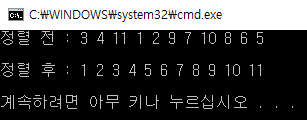 C:₩WINDOWS₩system32₩cmd.exe
정렬 전 : 3 4 11 1 2 9 7 10 8 6 5
정렬 후 : 1 2 3 4 5 6 7 8 9 10 11
계속하려면 아무 키나 누르십시오 . . .